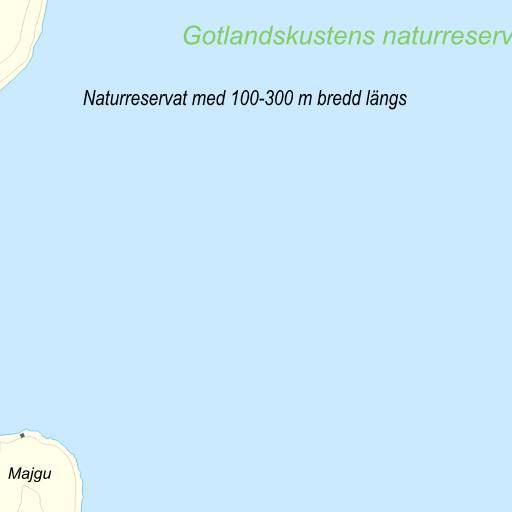 Gotlandskustens naturreserv
Naturreservat med 100-300 m bredd längs
Majgu